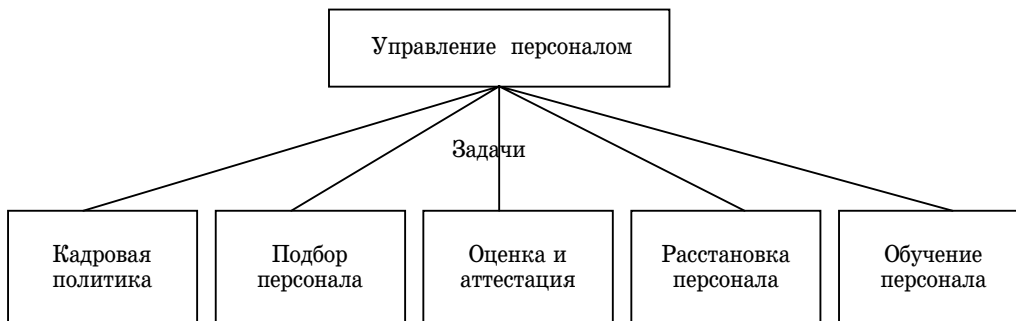 Управление персоналом
Задачи
Кадровая
политика
Подбор
персонала
Оценка и
аттестация
Расстановка
персонала
Обучение
персонала